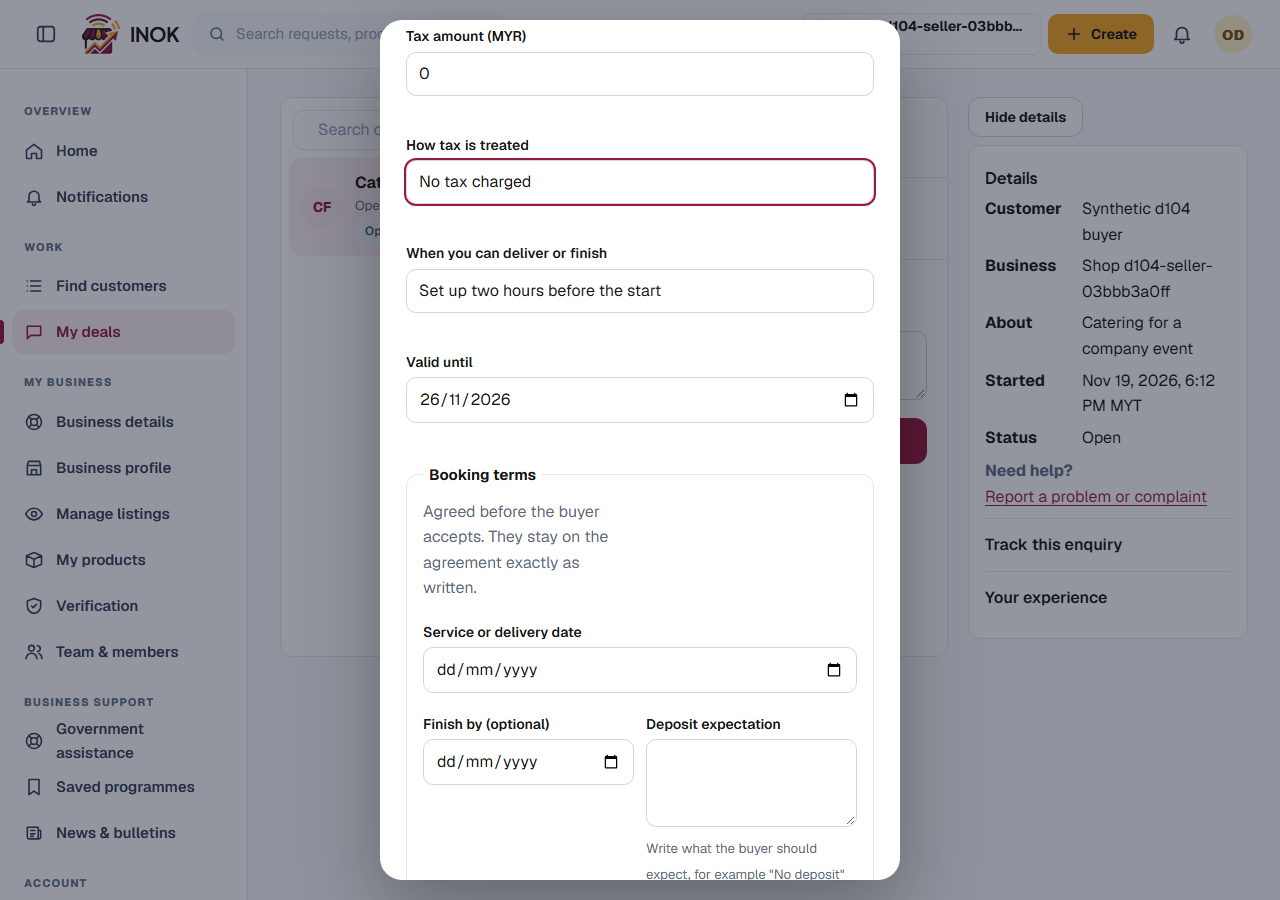 INOK
Search requests, proc
d104-seller-03bbb...
Create
OD
OVERVIEW
Home
Notifications
WORK
Find customers
My deals
MY BUSINESS
Business details
Business profile
Manage listings
My products
Verification
Team & members
BUSINESS SUPPORT
Government
assistance
Saved programmes
News & bulletins
ACCOUNT
Search c
CF
Cat
Ope
Op
Tax amount (MYR)
0
How tax is treated
No tax charged
When you can deliver or finish
Set up two hours before the start
Valid until
26/11/2026
Booking terms
Agreed before the buyer
accepts. They stay on the
agreement exactly as
written.
Service or delivery date
dd/mm/yyyy
Finish by (optional)
Deposit expectation
dd/mm/yyyy
Write what the buyer should
expect, for example "No deposit"
Hide details
Details
Customer Synthetic d104
buyer
Business Shop d104-seller-
03bbb3a0ff
About Catering for a
company event
Started Nov 19, 2026, 6:12
PM MYT
Status Open
Need help?
Report a problem or complaint
Track this enquiry
Your experience